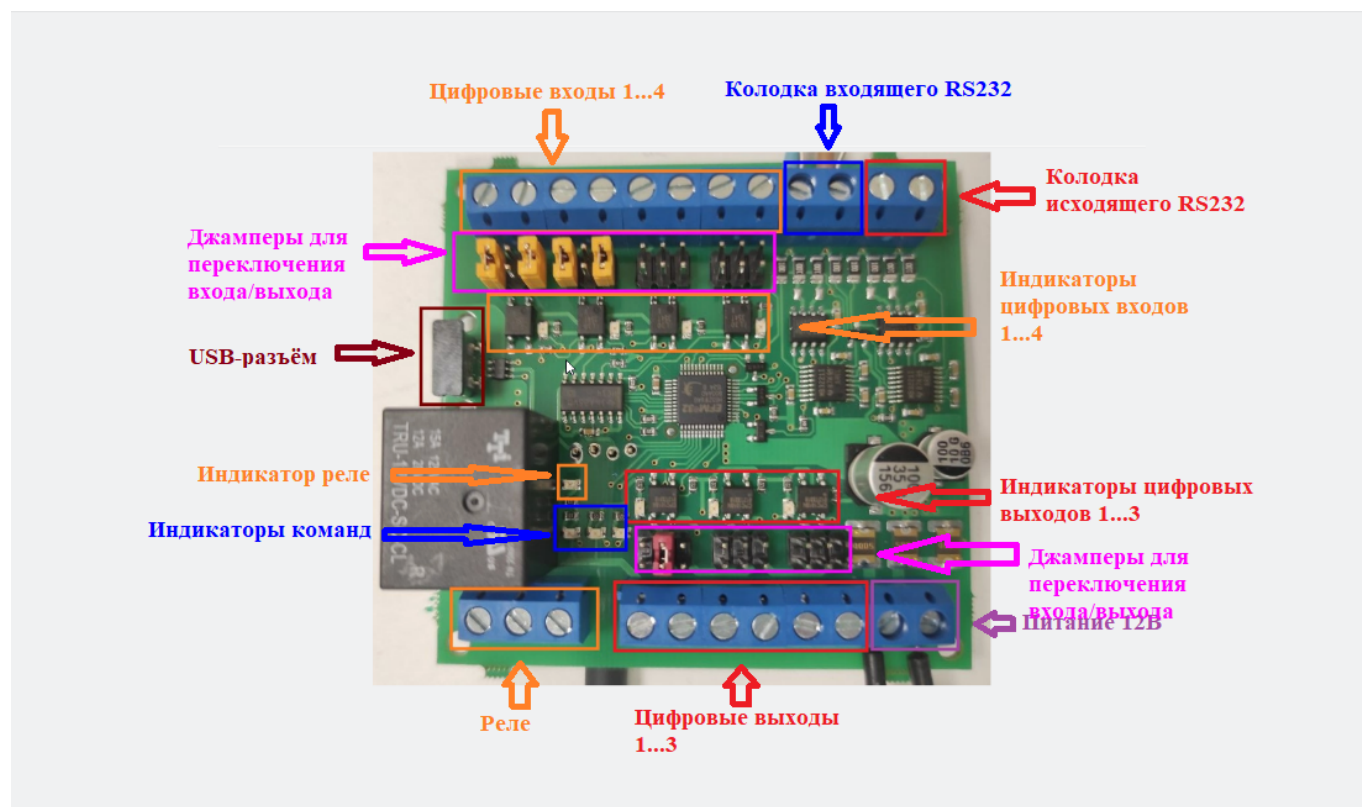 Цифровые входы 1...4
Колодка входящего RS232
Колодка
исходящего RS232
Джамперы для
переключения
входа/выхода
Индикаторы
цифровых входов
1...4
USB-разъём
Индикатор реле
Индикаторы команд
Индикаторы цифровых
выходов 1...3
Джамперы для
переключения
входа/выхода
Питание 12В
Реле
Цифровые выходы
1...3